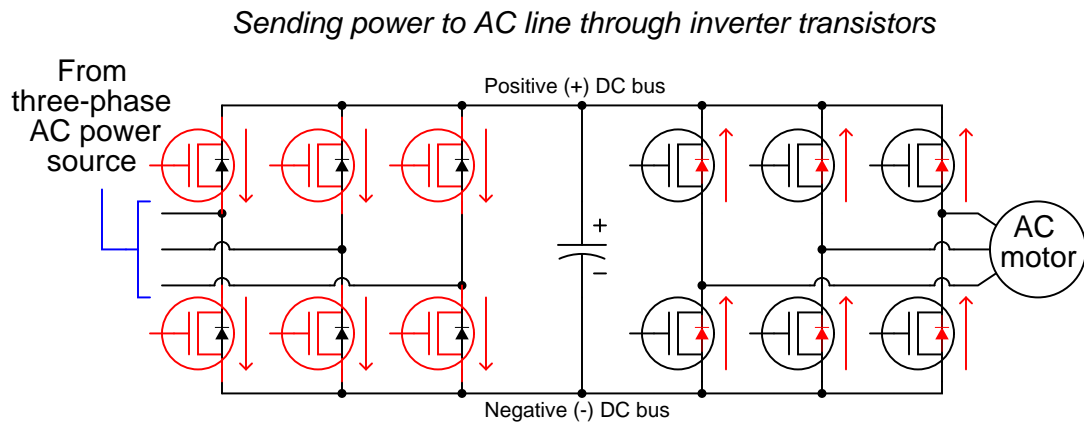 Sending power to AC line through inverter transistors
From
three-phase
AC power
source
Positive (+) DC bus
+
−
AC
motor
Negative (-) DC bus